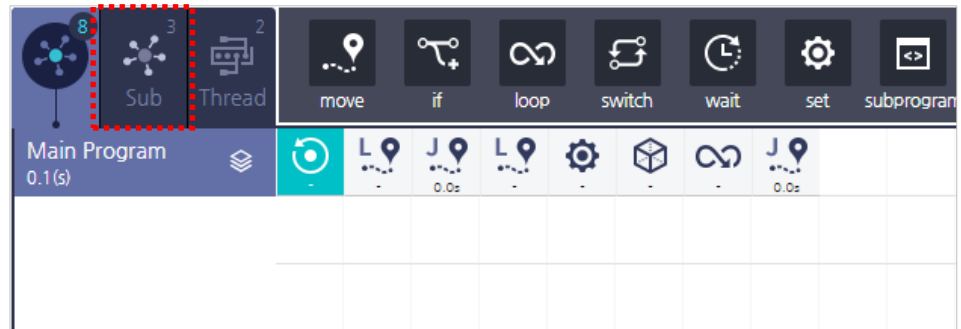 8
3
2
Sub
Thread
move
if
loop
switch
wait
set
subprogram
Main Program
0.1(s)
-
L
-
J
0.0s
L
-
-
-
-
J
0.0s